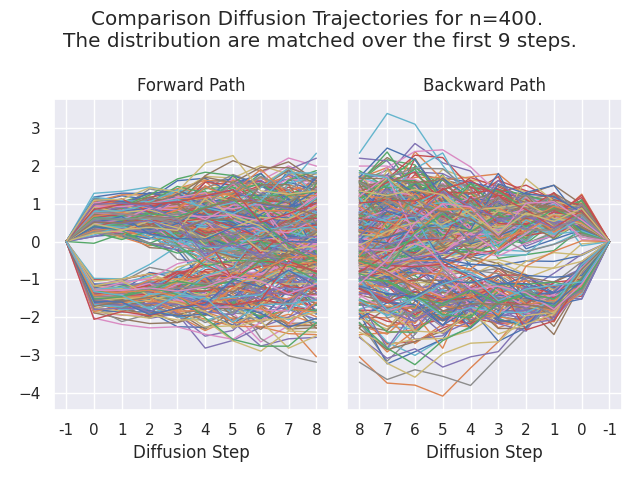 Comparison Diffusion Trajectories for n=400.
The distribution are matched over the first 9 steps.
Forward Path
Backward Path
3
2
1
0
−1
−2
−3
−4
-1 0 1 2 3 4 5 6 7 8
8 7 6 5 4 3 2 1 0 -1
Diffusion Step
Diffusion Step